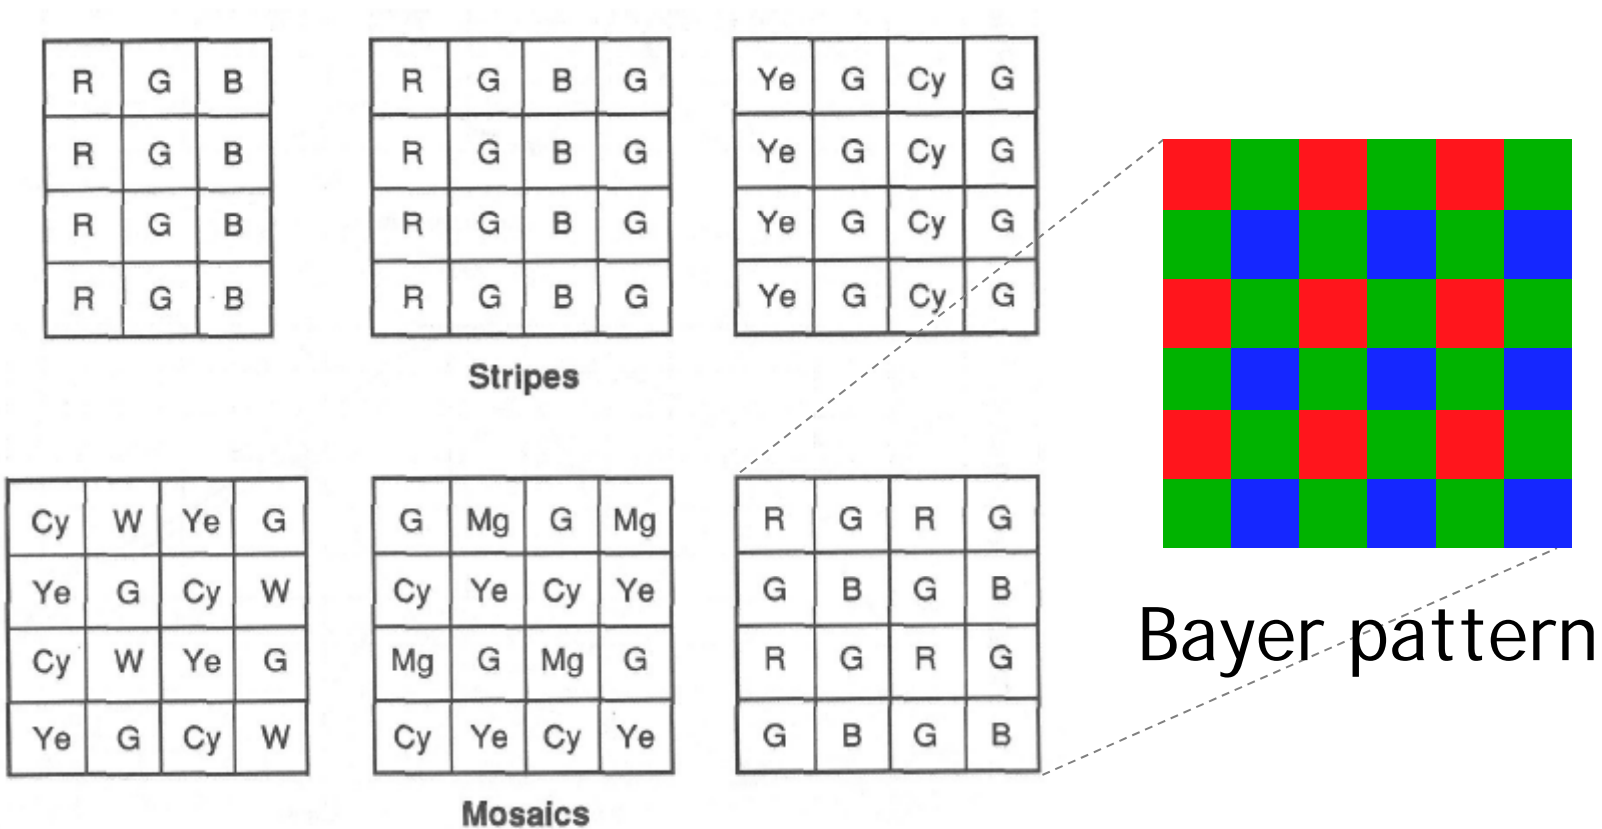 R G B
R G B
R G B
R G B
R G B G
R G B G
R G B G
R G B G
Ye G Cy G
Ye G Cy G
Ye G Cy G
Ye G Cy G
Stripes
Cy W Ye G
Ye G Cy W
Cy W Ye G
Ye G Cy W
G Mg G Mg
Cy Ye Cy Ye
Mg G Mg G
Cy Ye Cy Ye
R G R G
G B G B
R G R G
G B G B
Mosaics
Bayer pattern